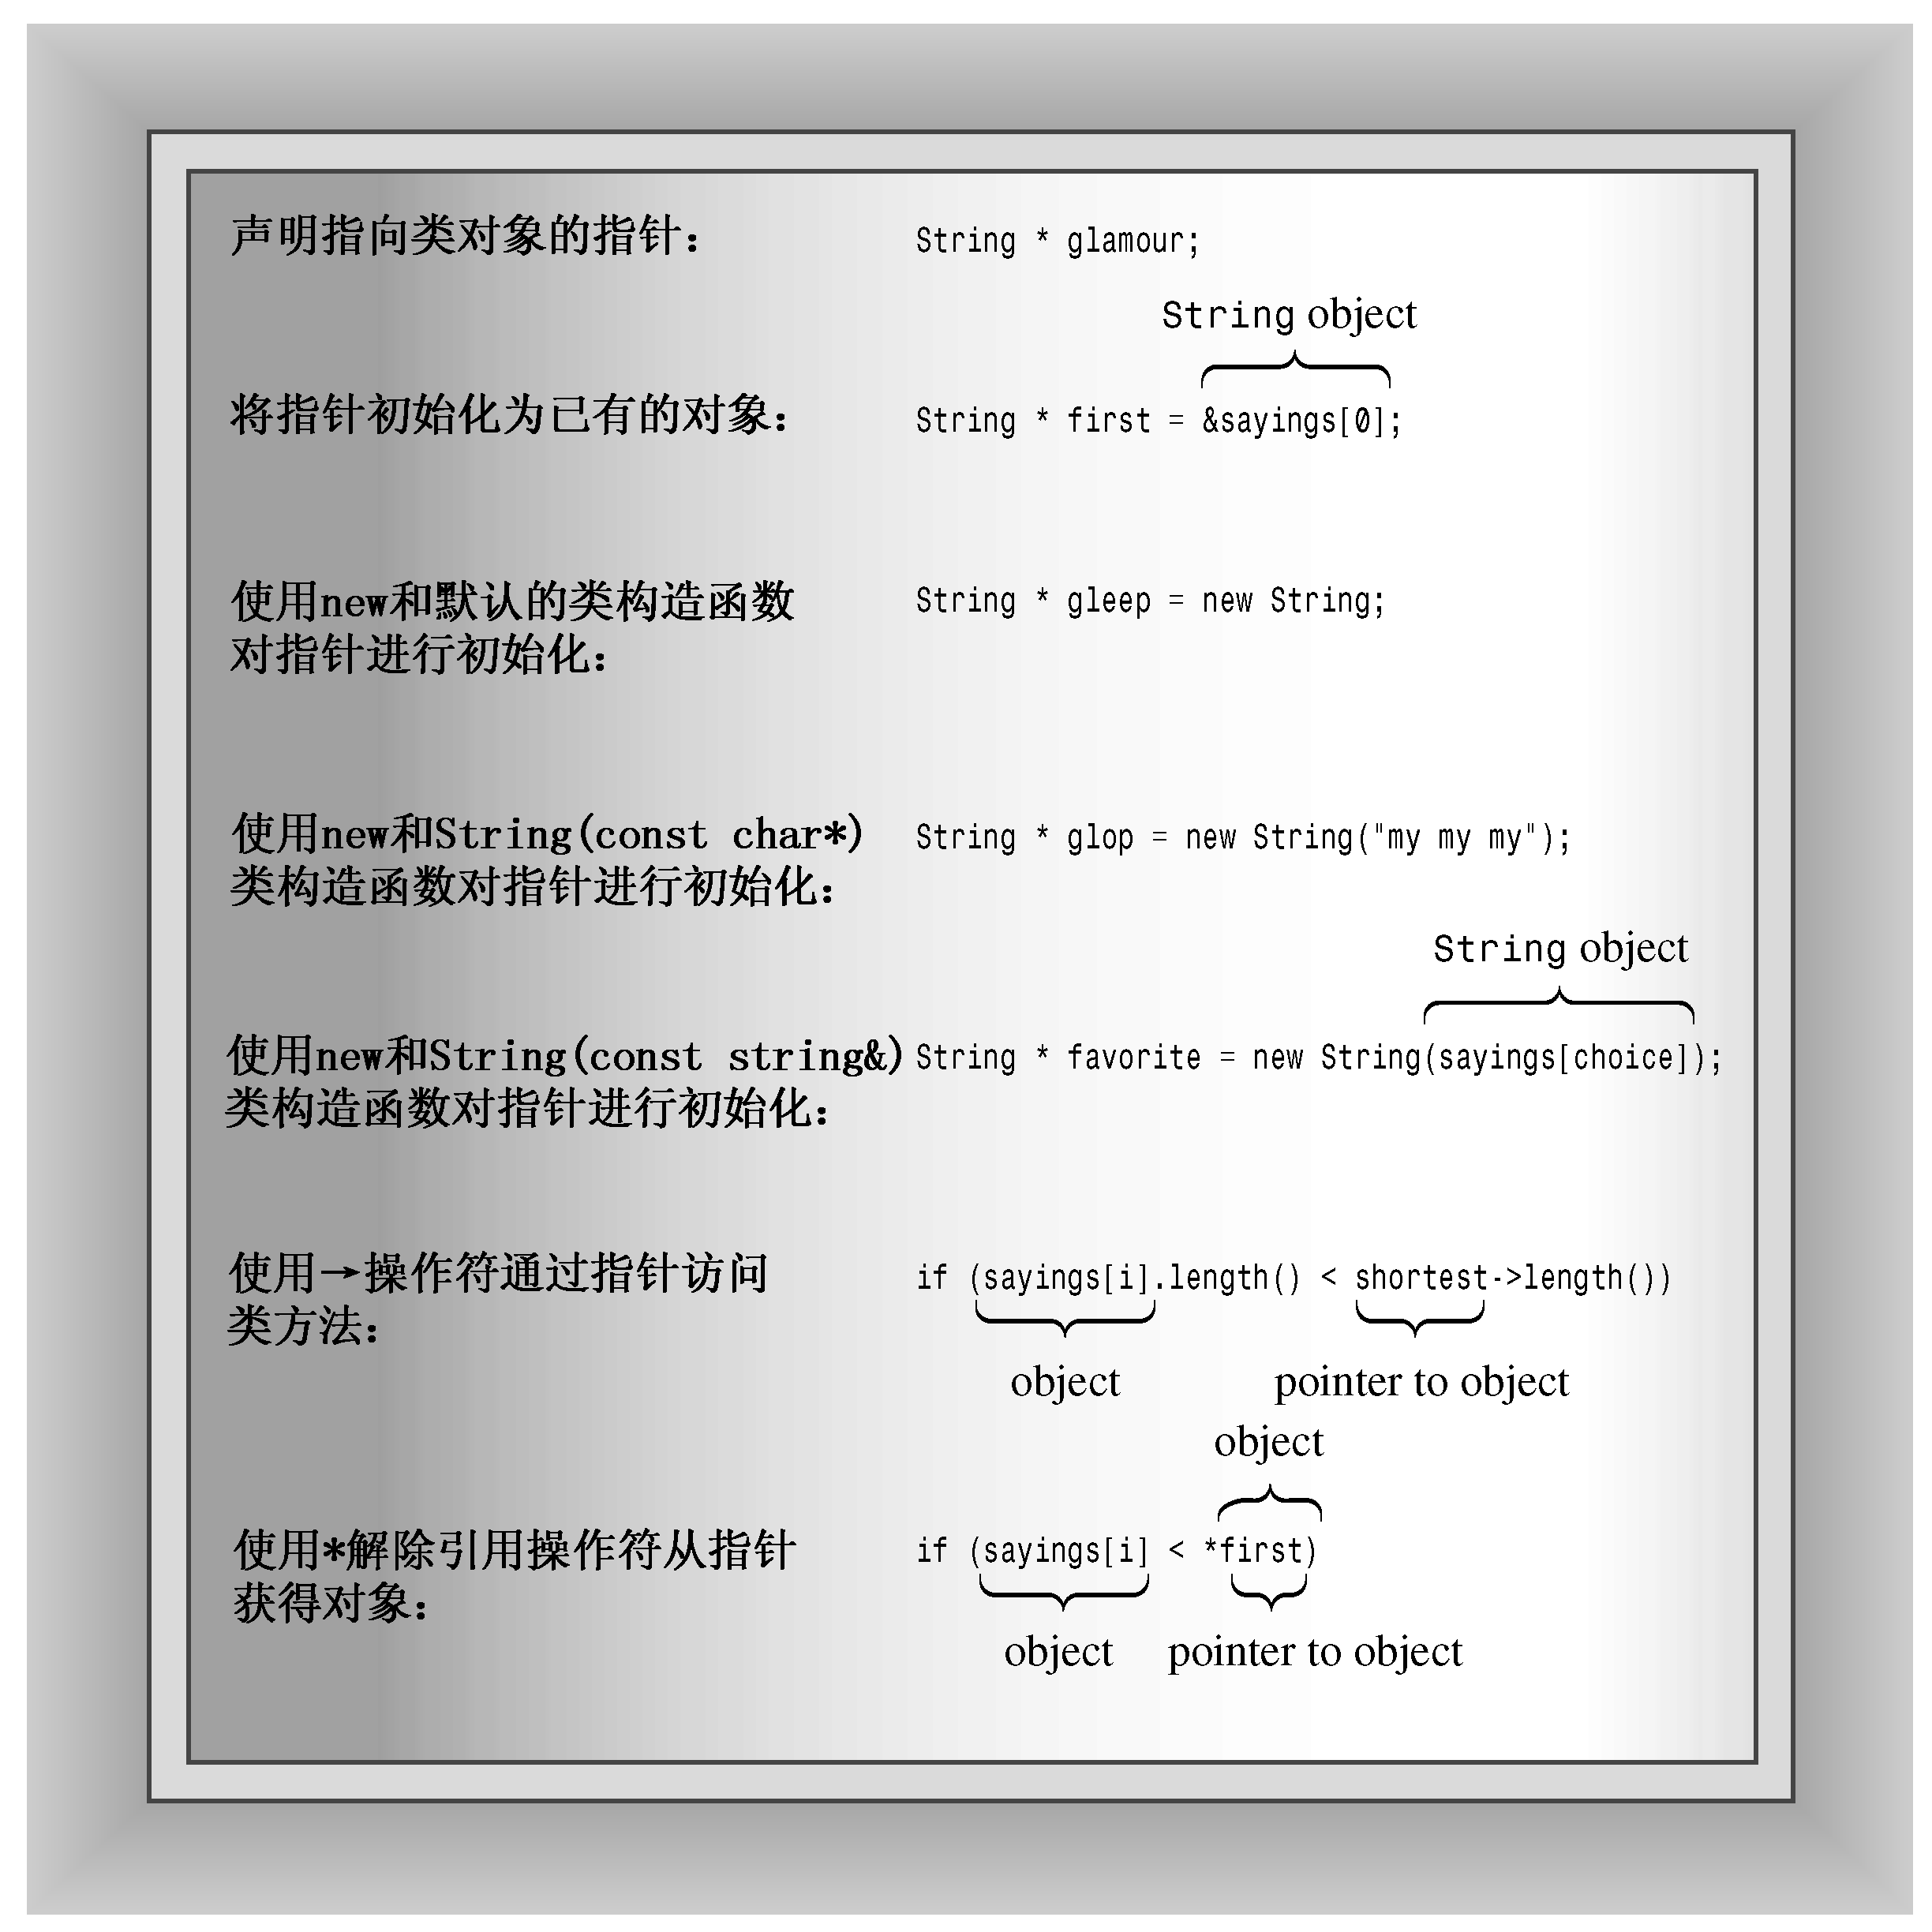 声明指向类对象的指针： String * glamour;
String object
将指针初始化为已有的对象： String * first = &sayings[0];
使用new和默认的类构造函数 String * gleep = new String;
对指针进行初始化：
使用new和String(const char*) String * glop = new String("my my my");
类构造函数对指针进行初始化：
String object
使用new和String(const string&) String * favorite = new String(sayings[choice]);
类构造函数对指针进行初始化：
使用→操作符通过指针访问 if (sayings[i].length() < shortest->length())
类方法：
object pointer to object
object
使用*解除引用操作符从指针 if (sayings[i] < *first)
获得对象：
object pointer to object